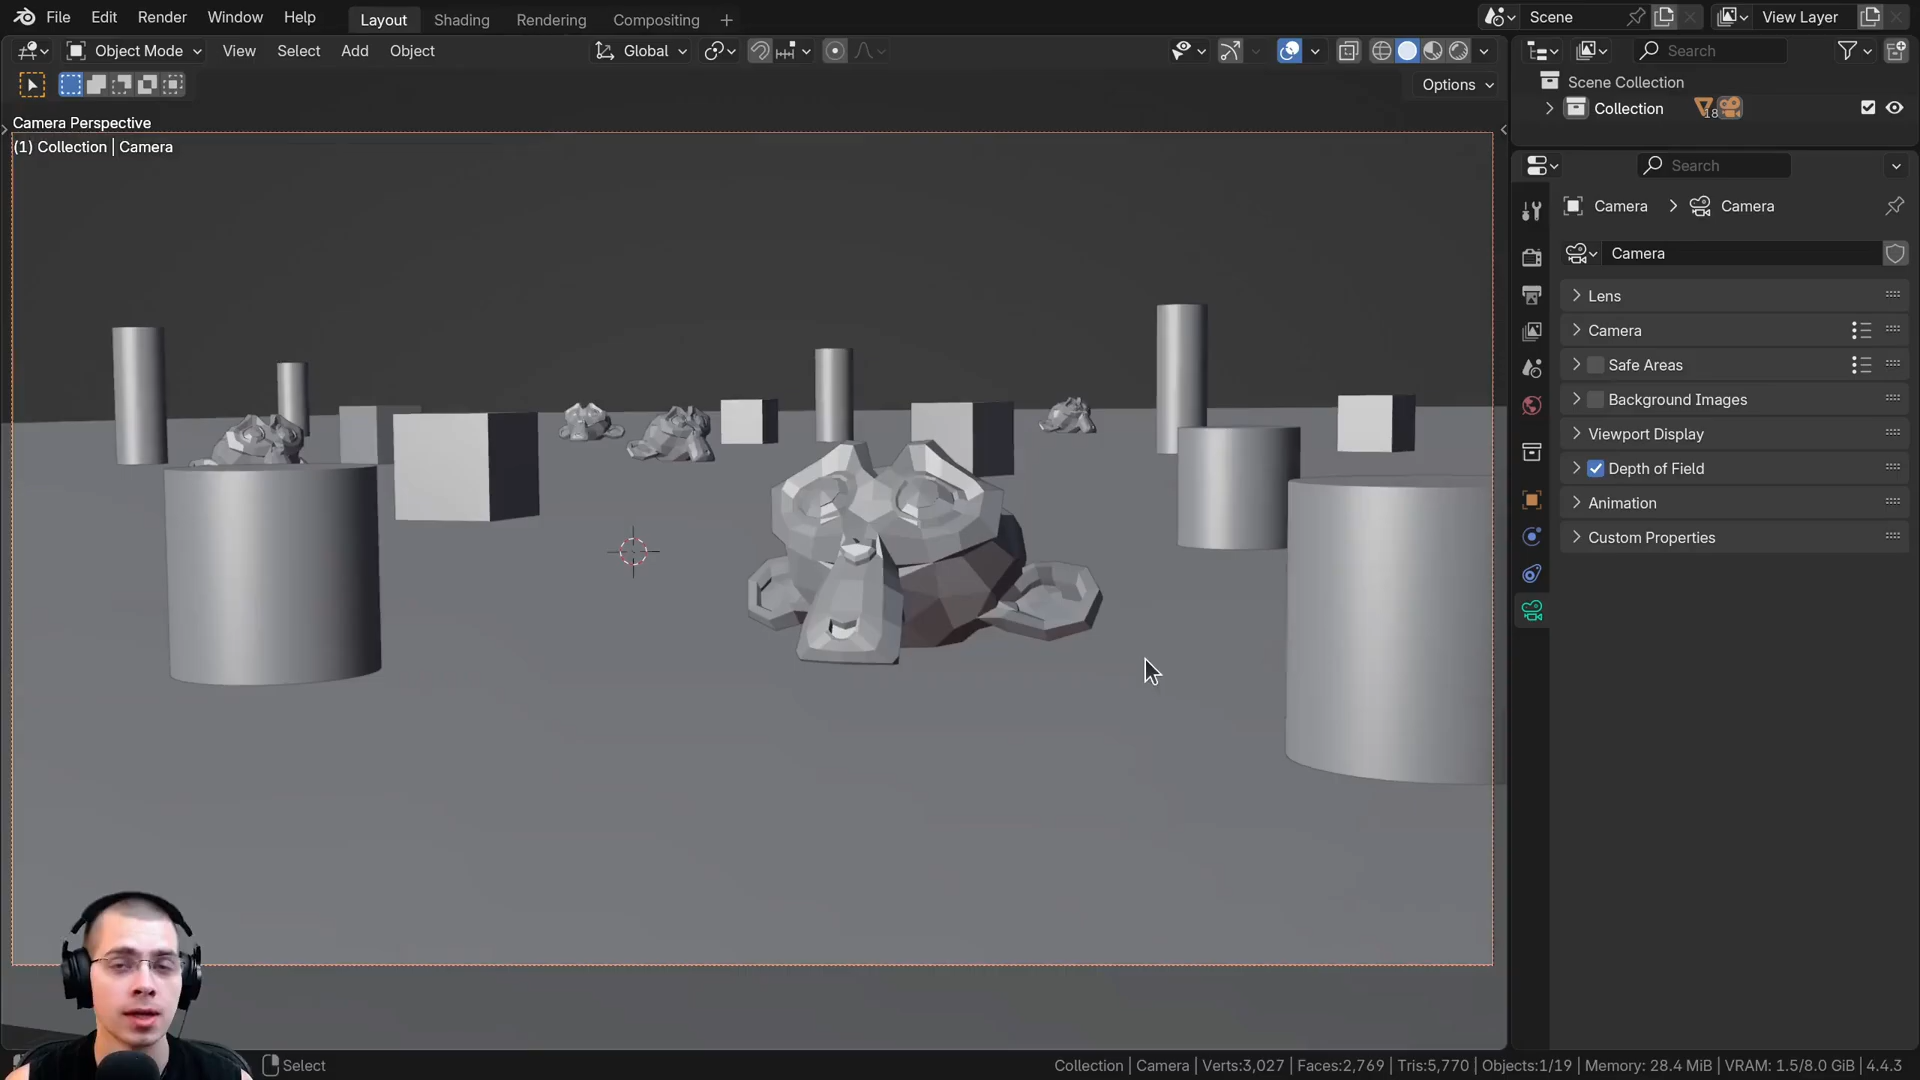 File Edit Render Window Help Layout Shading Rendering Compositing + Scene View Layer
Object Mode View Select Add Object Global Search
Options
Scene Collection
Collection 18
Camera Perspective
(1) Collection | Camera
Search
Camera > Camera
Camera
Lens
Camera
Safe Areas
Background Images
Viewport Display
Depth of Field
Animation
Custom Properties
Select Collection | Camera | Verts:3,027 | Faces:2,769 | Tris:5,770 | Objects:1/19 | Memory: 28.4 MiB | VRAM: 1.5/8.0 GiB | 4.4.3